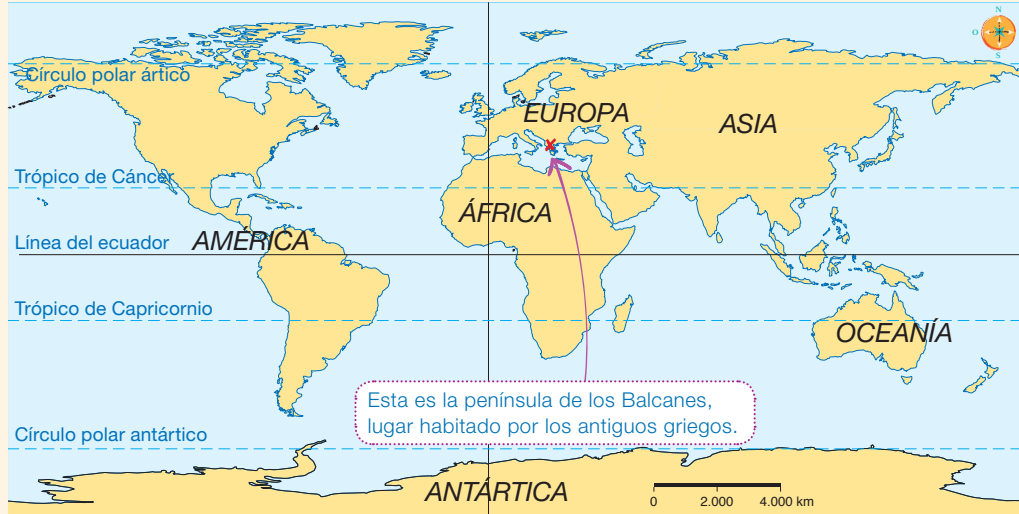 N
O
E
S
Círculo polar ártico
EUROPA
ASIA
Trópico de Cáncer
ÁFRICA
Línea del ecuador
AMÉRICA
Trópico de Capricornio
OCEANÍA
Esta es la península de los Balcanes,
lugar habitado por los antiguos griegos.
Círculo polar antártico
ANTÁRTICA
0 2.000 4.000 km